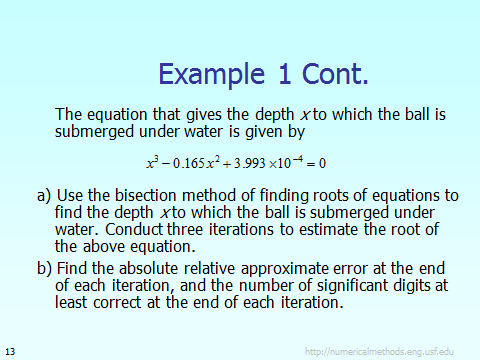 Example 1 Cont.
The equation that gives the depth x to which the ball is
submerged under water is given by
x³ − 0.165x² + 3.993 ×10⁻⁴ = 0
a) Use the bisection method of finding roots of equations to
find the depth x to which the ball is submerged under
water. Conduct three iterations to estimate the root of
the above equation.
b) Find the absolute relative approximate error at the end
of each iteration, and the number of significant digits at
least correct at the end of each iteration.
13
http://numericalmethods.eng.usf.edu